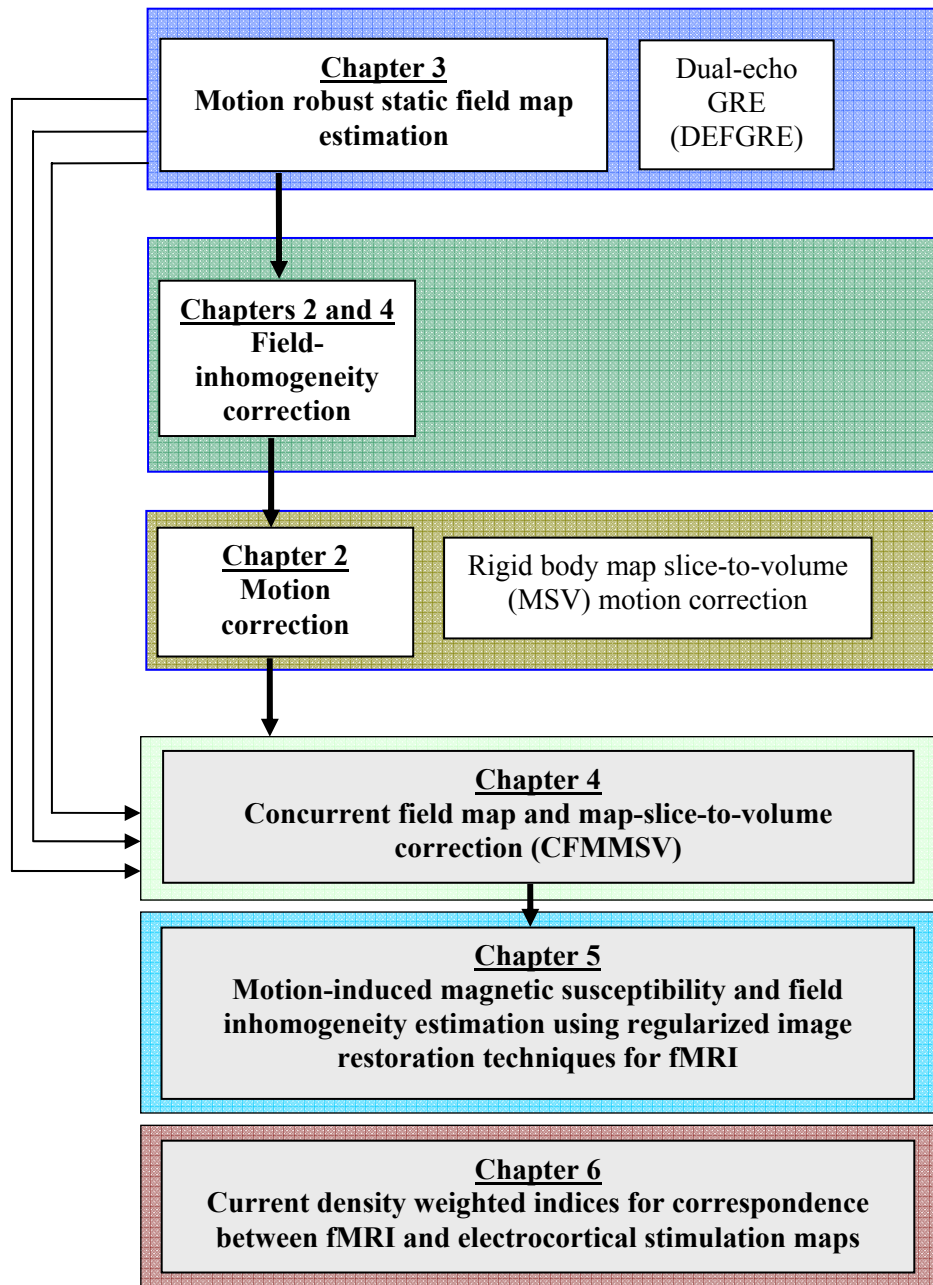 Chapter 3
Motion robust static field map
estimation
Dual-echo
GRE
(DEFGRE)
Chapters 2 and 4
Field-
inhomogeneity
correction
Chapter 2
Motion
correction
Rigid body map slice-to-volume
(MSV) motion correction
Chapter 4
Concurrent field map and map-slice-to-volume
correction (CFMMSV)
Chapter 5
Motion-induced magnetic susceptibility and field
inhomogeneity estimation using regularized image
restoration techniques for fMRI
Chapter 6
Current density weighted indices for correspondence
between fMRI and electrocortical stimulation maps